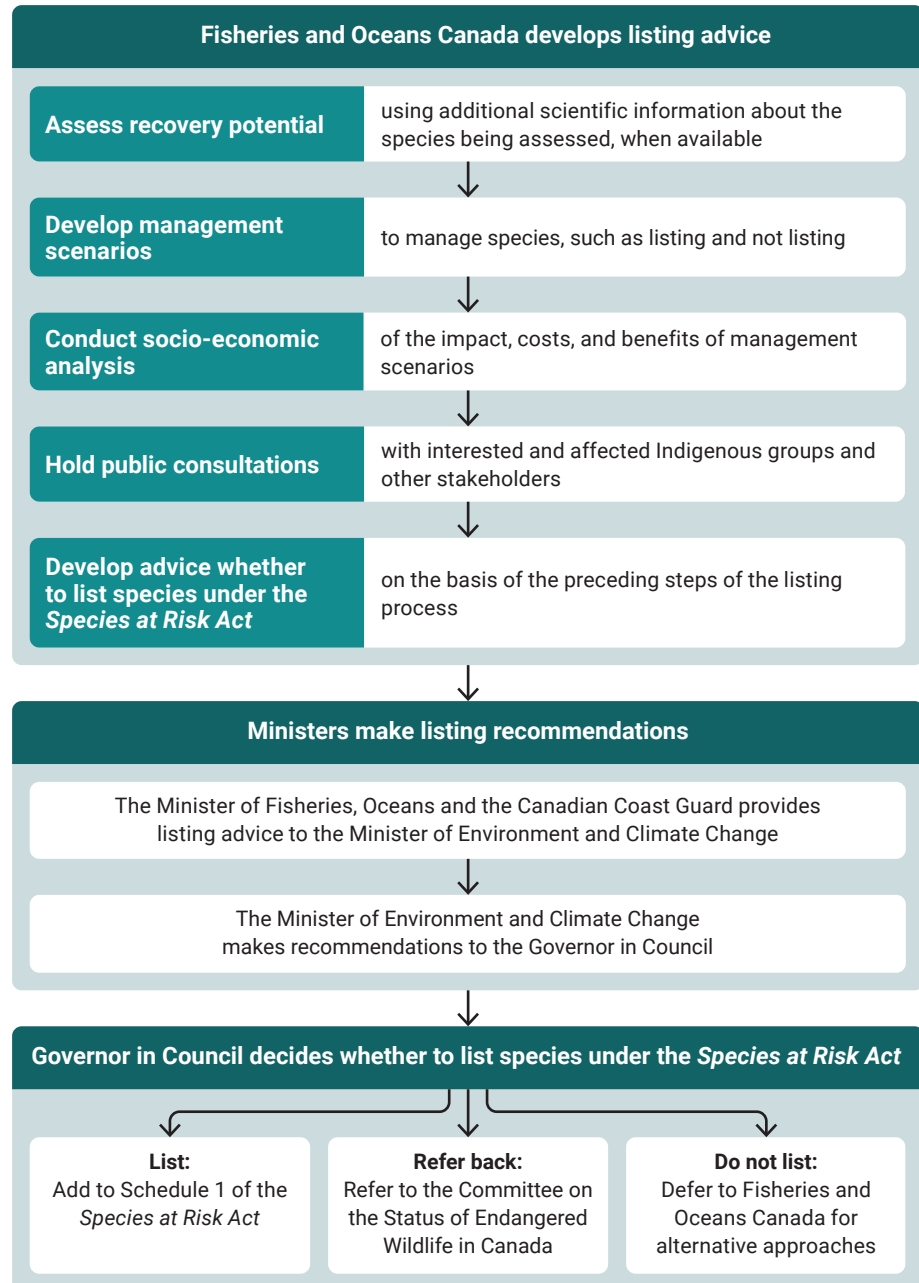 Fisheries and Oceans Canada develops listing advice
Assess recovery potential
using additional scientific information about the
species being assessed, when available
Develop management
scenarios
to manage species, such as listing and not listing
Conduct socio-economic
analysis
of the impact, costs, and benefits of management
scenarios
Hold public consultations
with interested and affected Indigenous groups and
other stakeholders
Develop advice whether
to list species under the
Species at Risk Act
on the basis of the preceding steps of the listing
process
Ministers make listing recommendations
The Minister of Fisheries, Oceans and the Canadian Coast Guard provides
listing advice to the Minister of Environment and Climate Change
The Minister of Environment and Climate Change
makes recommendations to the Governor in Council
Governor in Council decides whether to list species under the Species at Risk Act
List:
Add to Schedule 1 of the
Species at Risk Act
Refer back:
Refer to the Committee on
the Status of Endangered
Wildlife in Canada
Do not list:
Defer to Fisheries and
Oceans Canada for
alternative approaches